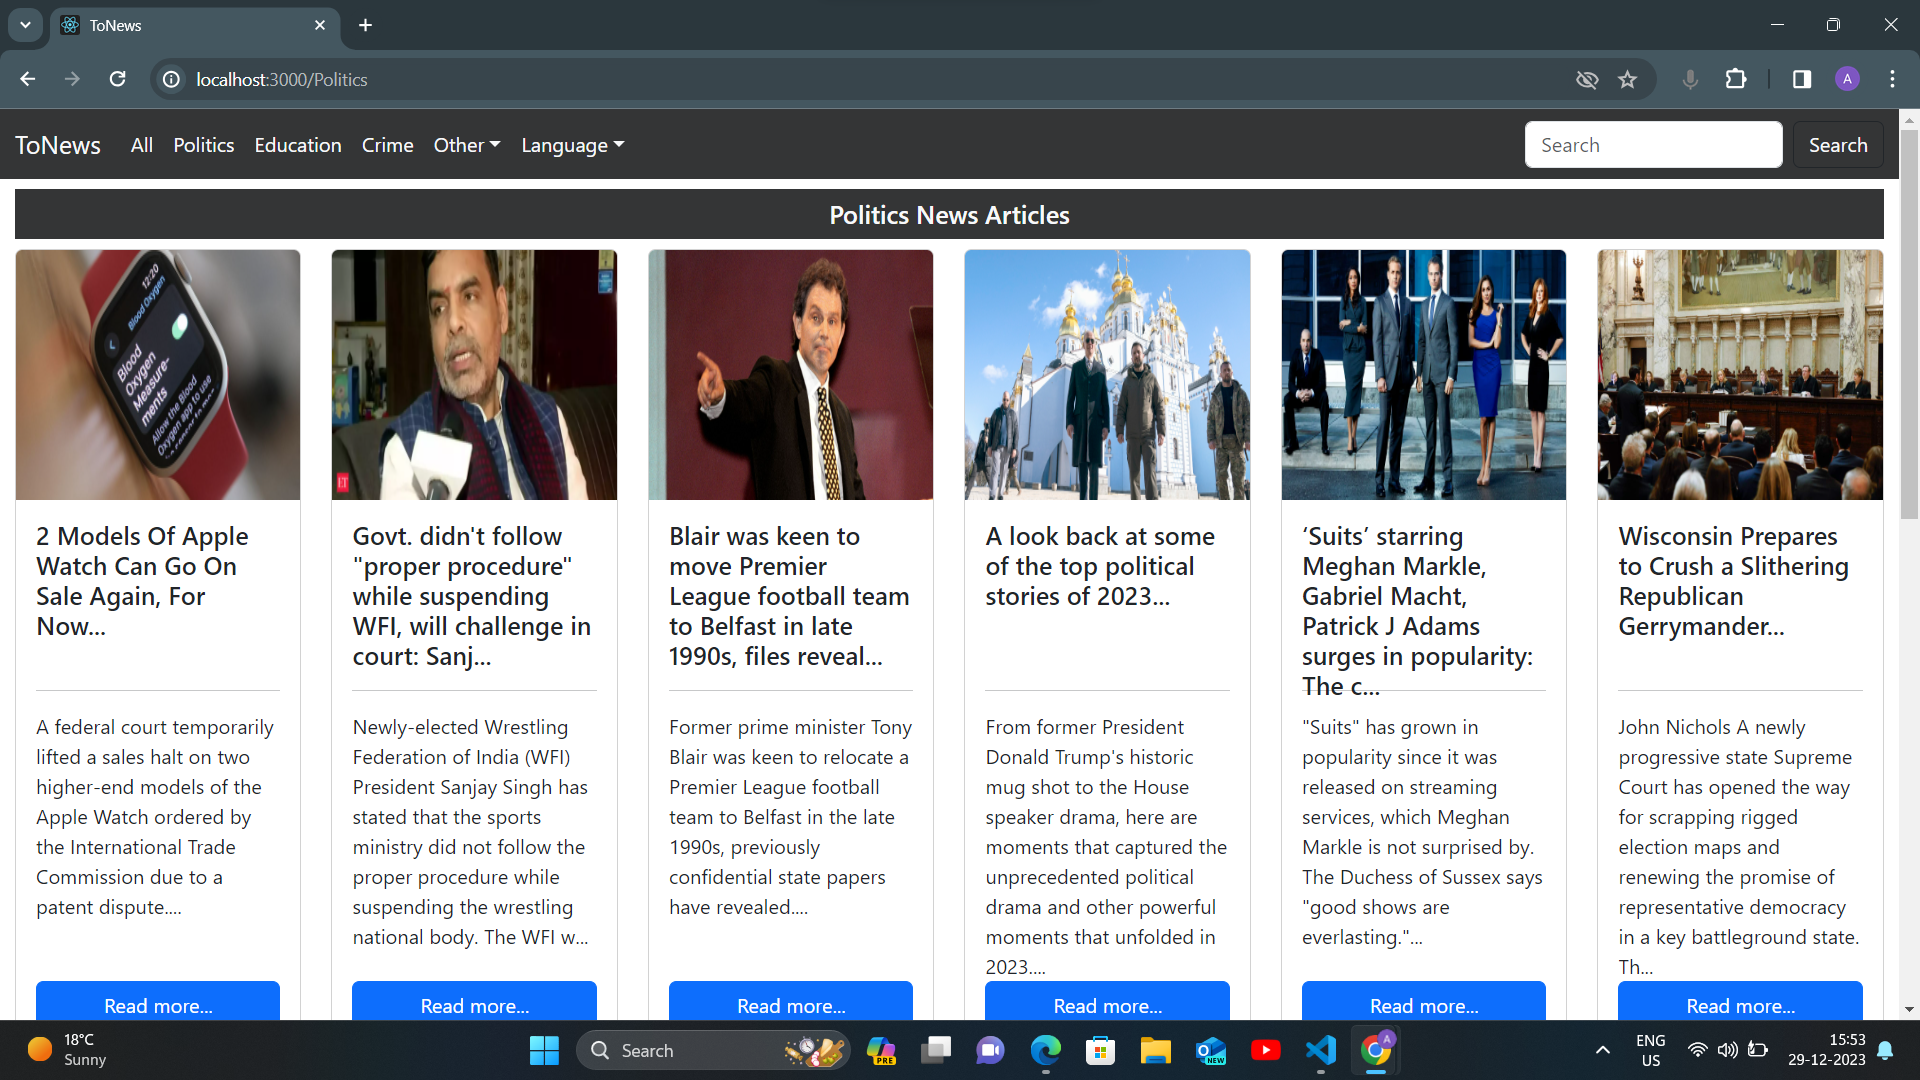 ToNews
localhost:3000/Politics
A
ToNews
All
Politics
Education
Crime
Other
Language
Search
Search
Politics News Articles
12:20
Blood Oxygen
Blood
Oxygen
Measure-
ments
Allow the Blood
Oxygen app to use
ET
2 Models Of Apple
Watch Can Go On
Sale Again, For
Now...
A federal court temporarily
lifted a sales halt on two
higher-end models of the
Apple Watch ordered by
the International Trade
Commission due to a
patent dispute....
Read more...
Govt. didn't follow
"proper procedure"
while suspending
WFI, will challenge in
court: Sanj...
Newly-elected Wrestling
Federation of India (WFI)
President Sanjay Singh has
stated that the sports
ministry did not follow the
proper procedure while
suspending the wrestling
national body. The WFI w...
Read more...
Blair was keen to
move Premier
League football team
to Belfast in late
1990s, files reveal...
Former prime minister Tony
Blair was keen to relocate a
Premier League football
team to Belfast in the late
1990s, previously
confidential state papers
have revealed....
Read more...
A look back at some
of the top political
stories of 2023...
From former President
Donald Trump's historic
mug shot to the House
speaker drama, here are
moments that captured the
unprecedented political
drama and other powerful
moments that unfolded in
2023....
Read more...
‘Suits’ starring
Meghan Markle,
Gabriel Macht,
Patrick J Adams
surges in popularity:
The c...
"Suits" has grown in
popularity since it was
released on streaming
services, which Meghan
Markle is not surprised by.
The Duchess of Sussex says
"good shows are
everlasting."...
Read more...
Wisconsin Prepares
to Crush a Slithering
Republican
Gerrymander...
John Nichols A newly
progressive state Supreme
Court has opened the way
for scrapping rigged
election maps and
renewing the promise of
representative democracy
in a key battleground state.
Th...
Read more...
18°C
Sunny
Search
PRE
NEW
A
ENG
US
15:53
29-12-2023